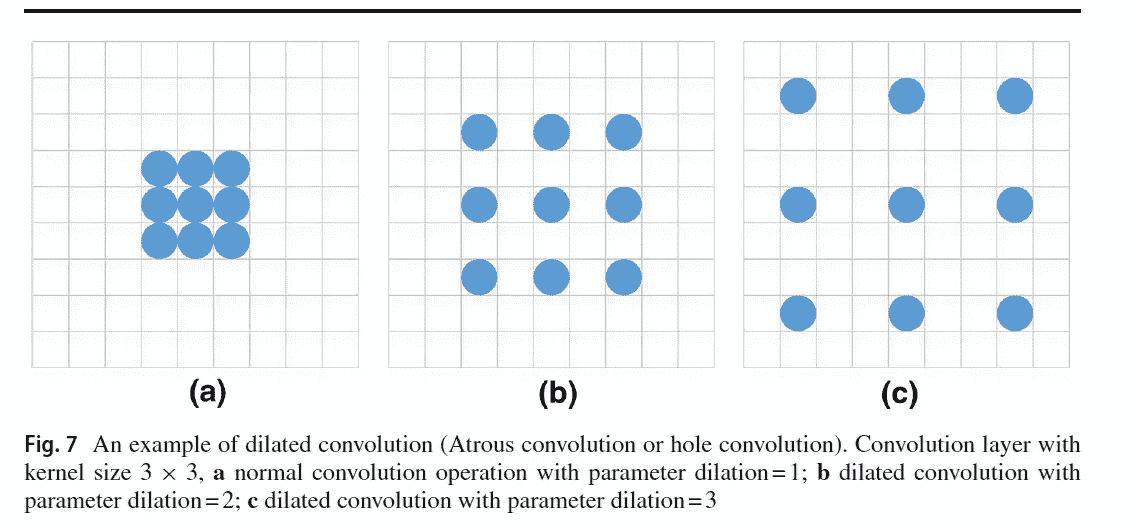 (a)
(b)
(c)
Fig. 7 An example of dilated convolution (Atrous convolution or hole convolution). Convolution layer with
kernel size 3 × 3, a normal convolution operation with parameter dilation=1; b dilated convolution with
parameter dilation=2; c dilated convolution with parameter dilation=3